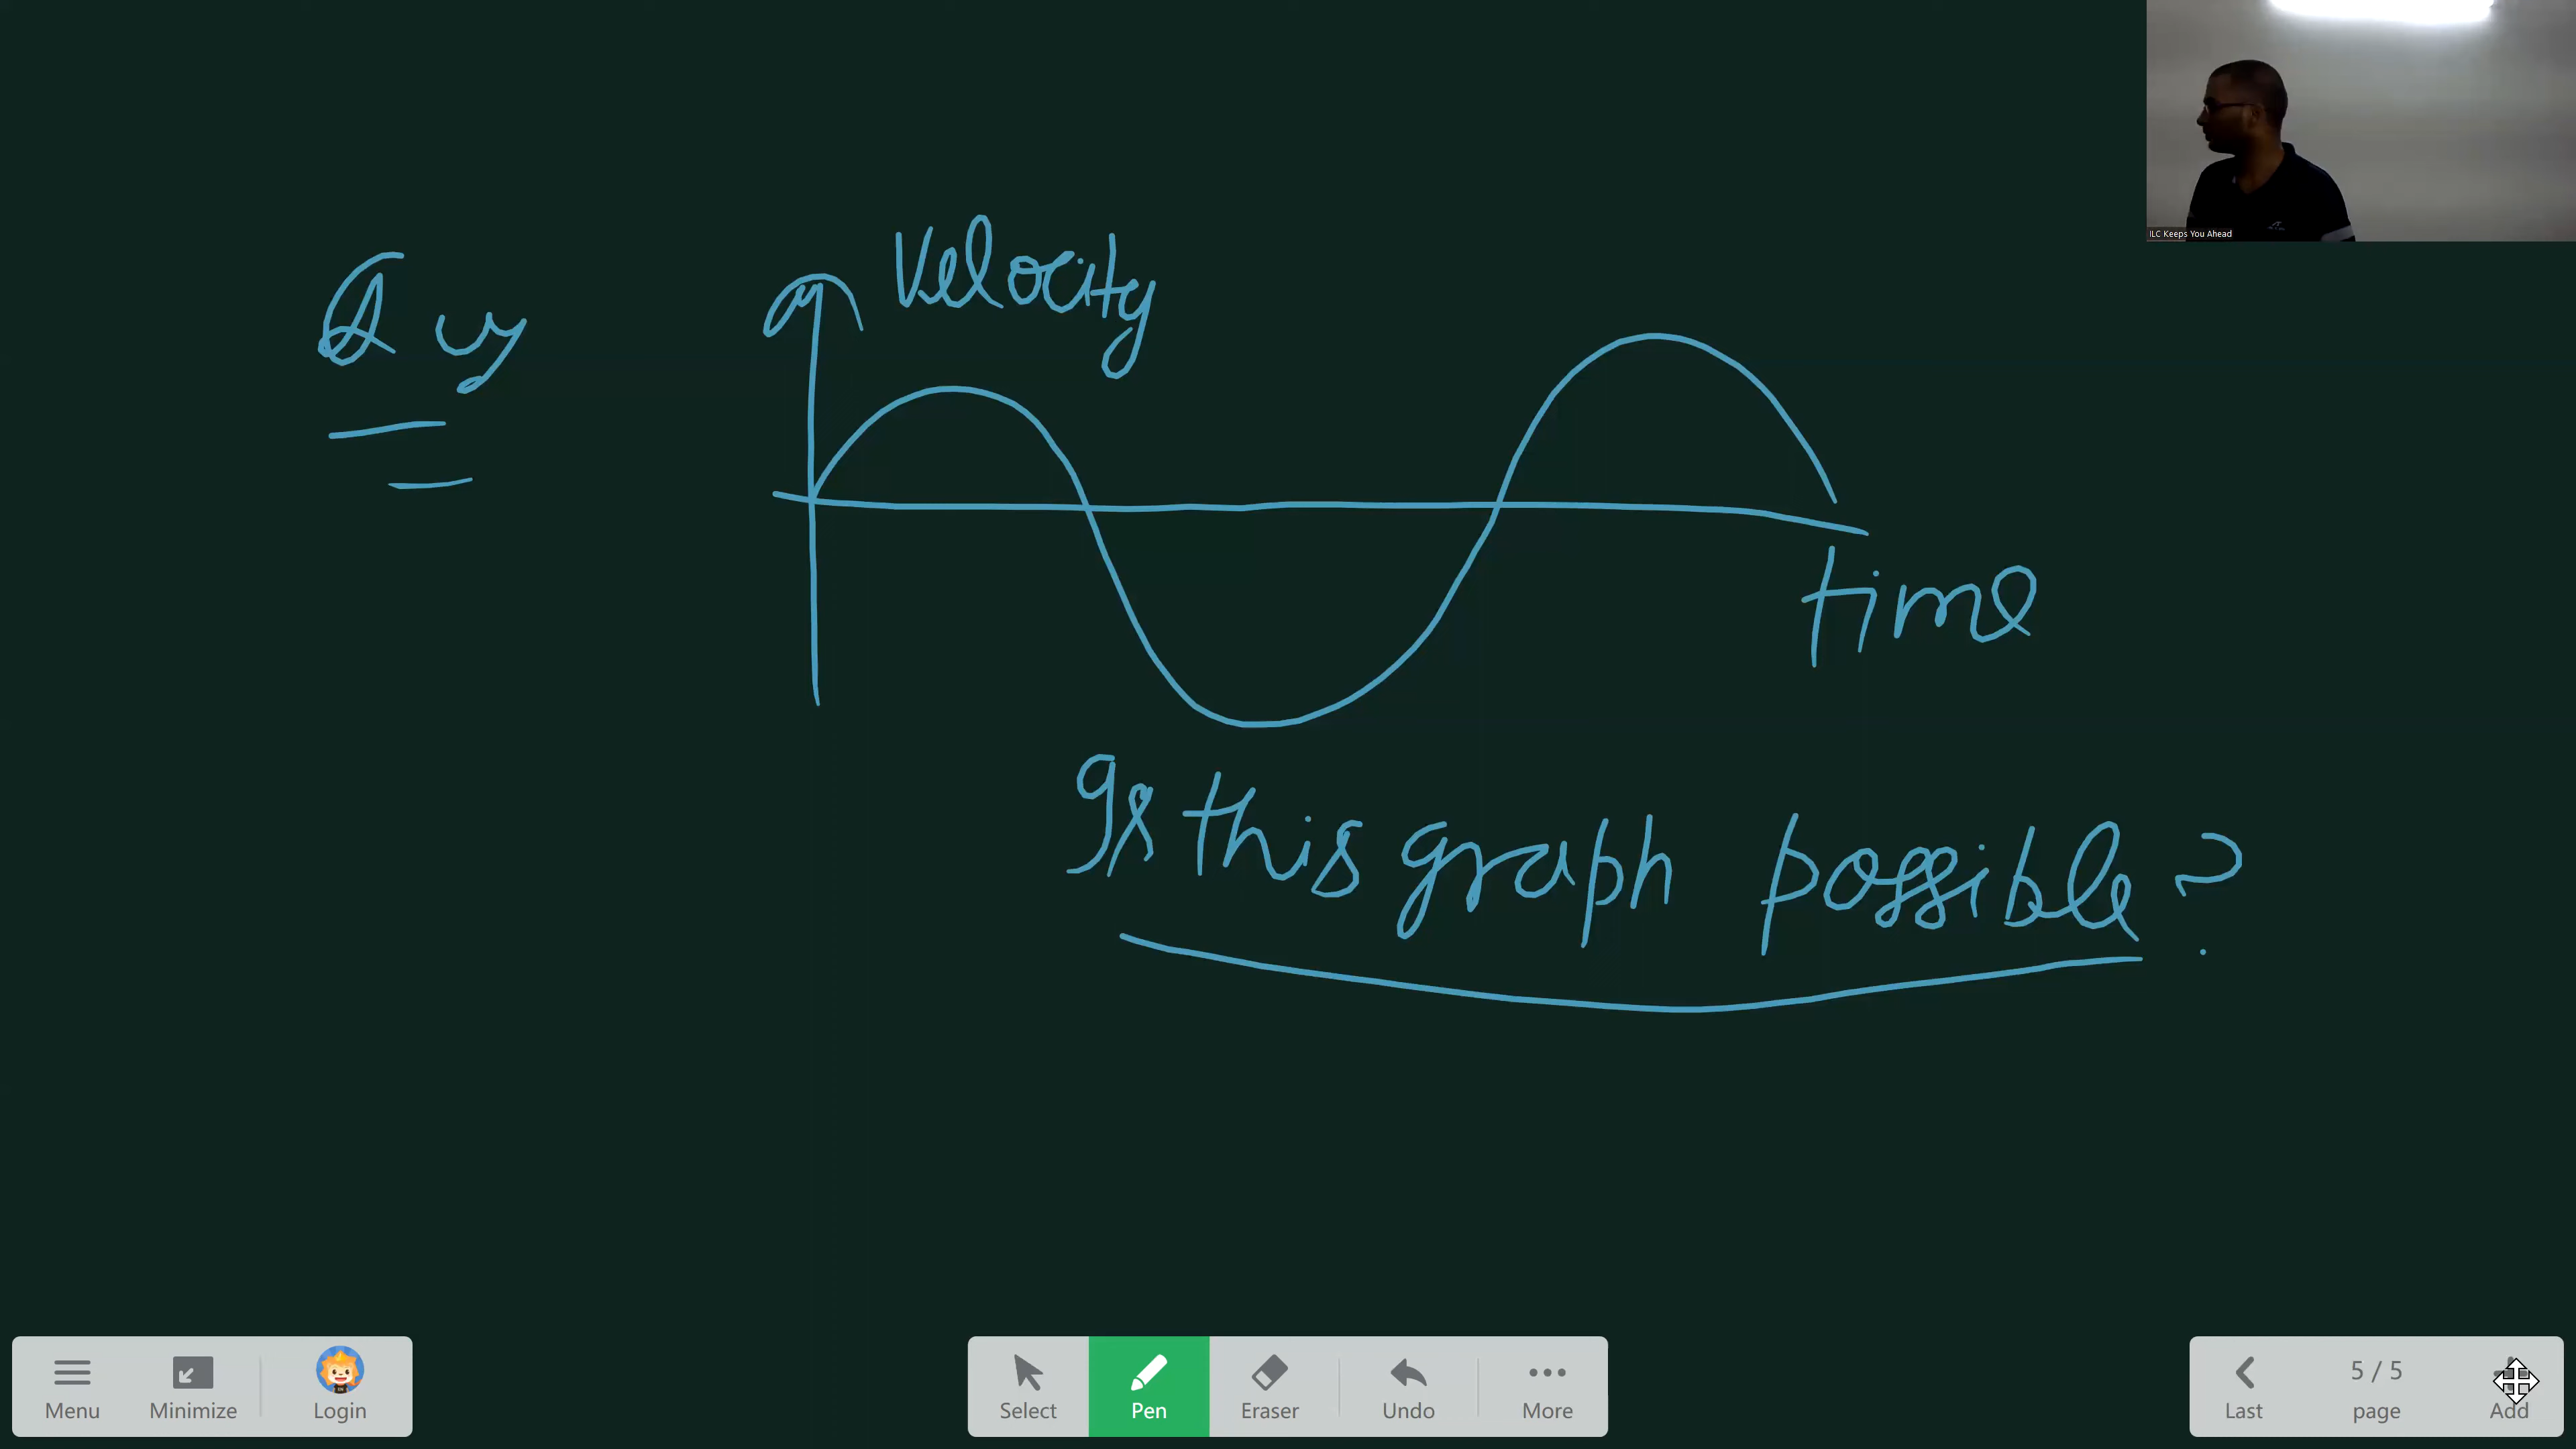 ILC Keeps You Ahead
Velocity
time
Is this graph possible?
Menu
Minimize
Login
Select
Pen
Eraser
Undo
More
Last
5 / 5
page
Add